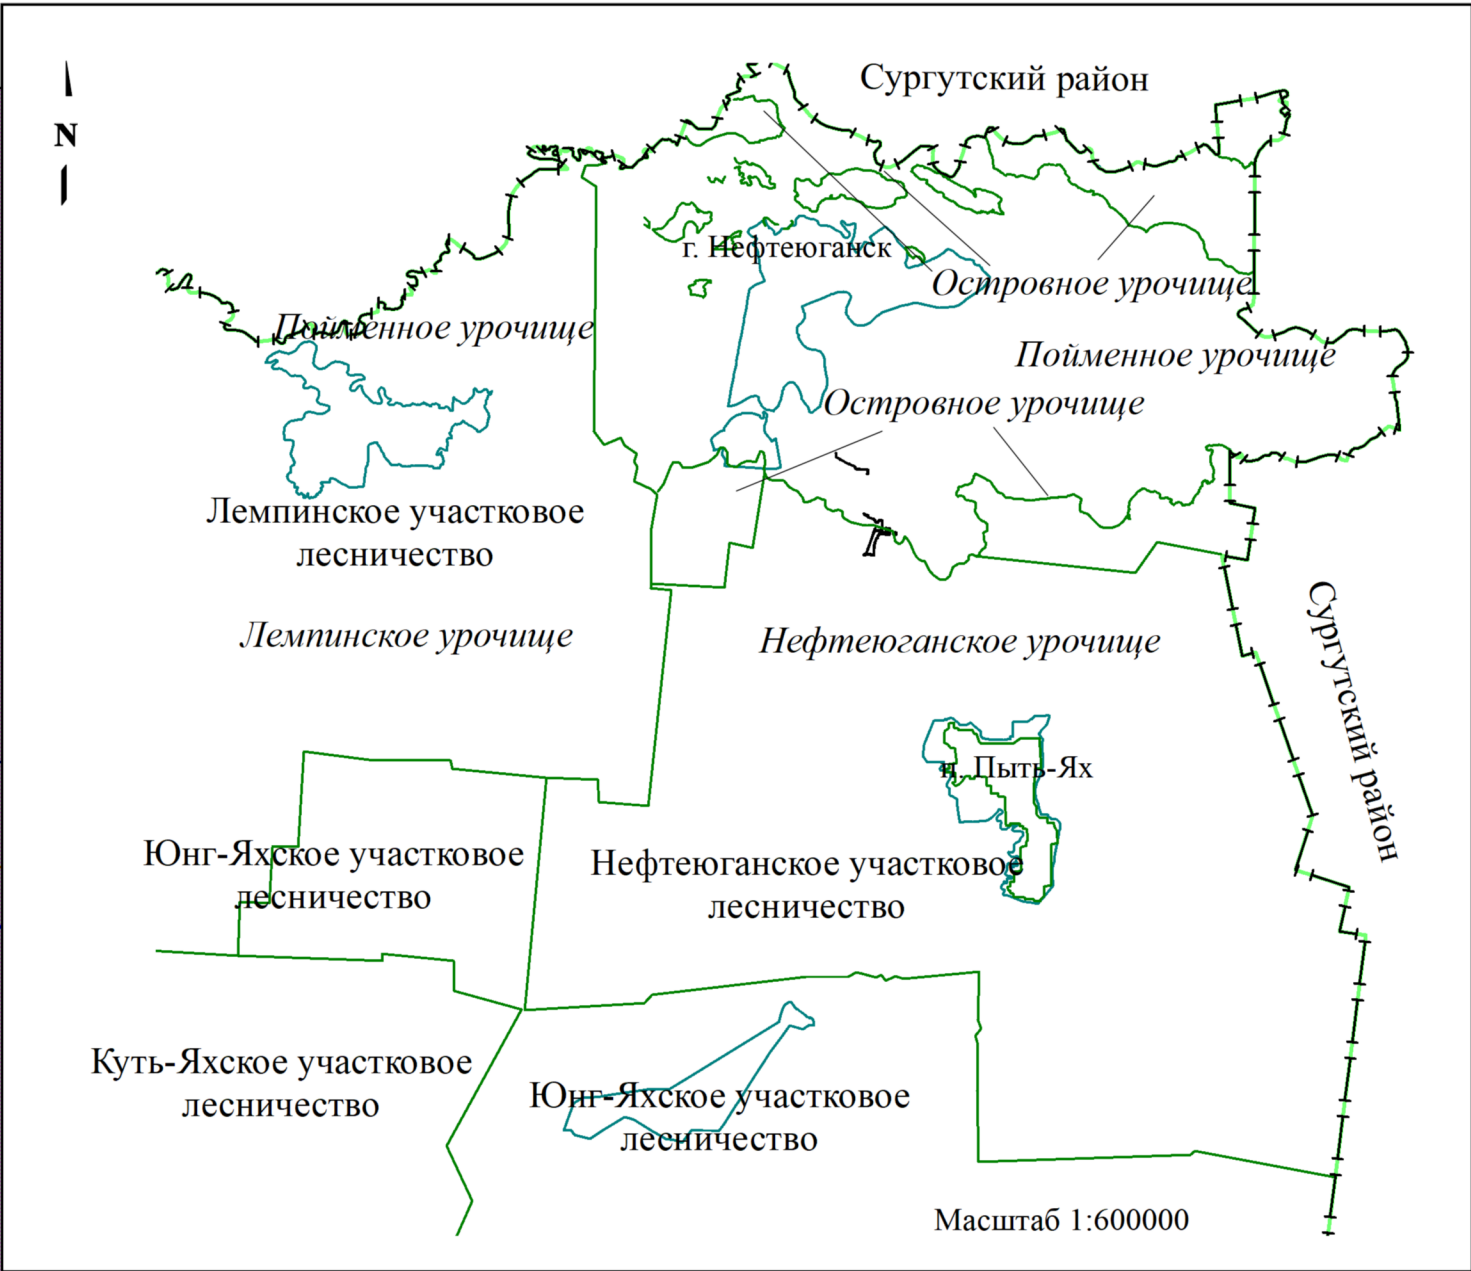 Сургутский район
N
г. Нефтеюганск
Островное урочище
Пойменное урочище
Пойменное урочище
Островное урочище
Лемпинское участковое
лесничество
Лемпинское урочище
Нефтеюганское урочище
Сургутский район
п. Пыть-Ях
Юнг-Яхское участковое
лесничество
Нефтеюганское участковое
лесничество
Куть-Яхское участковое
лесничество
Юнг-Яхское участковое
лесничество
Масштаб 1:600000